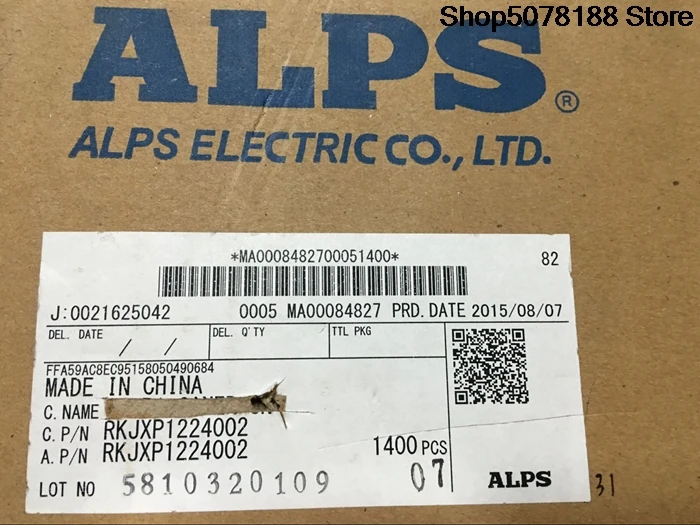 Shop5078188 Store
ALPS®
ALPS ELECTRIC CO., LTD.
*MA0008482700051400*
82
J:0021625042 0005 MA00084827 PRD. DATE 2015/08/07
DEL. DATE / / DEL. Q'TY TTL PKG
FFA59AC8EC95158050490684
MADE IN CHINA
C. NAME
C. P/N RKJXP1224002
A. P/N RKJXP1224002 1400 PCS
LOT NO 5810320109 07 ALPS 31